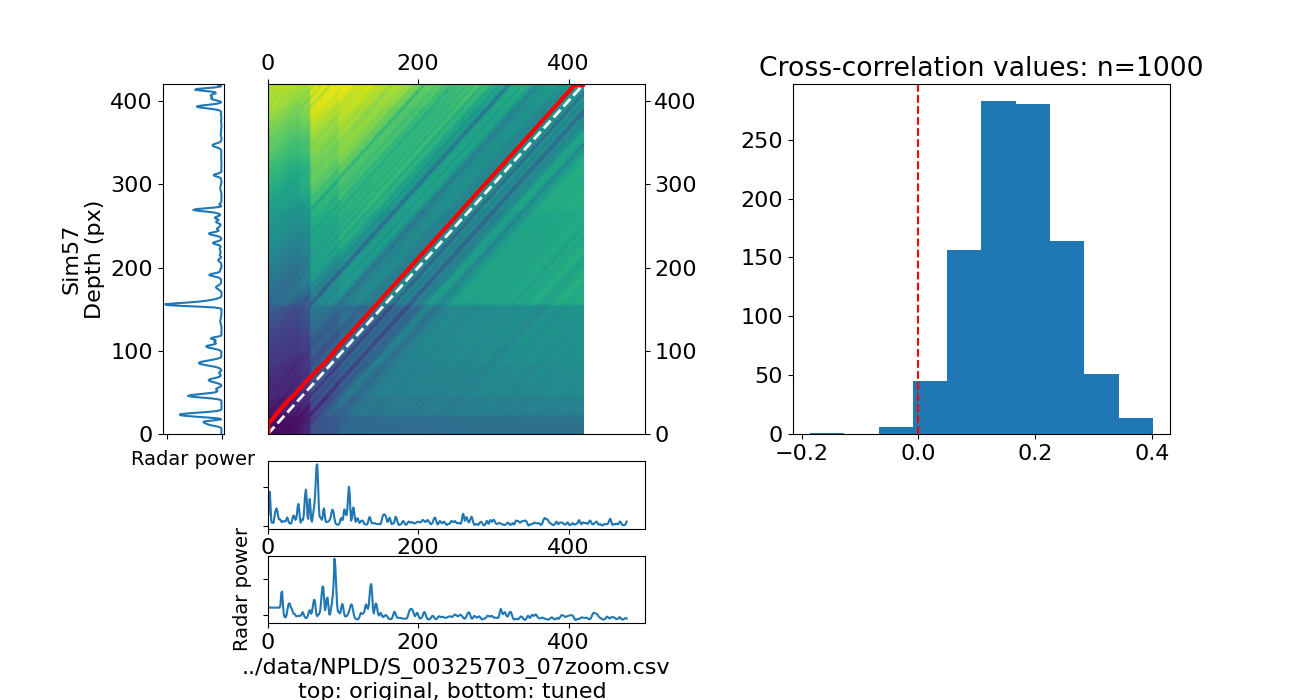 0 200 400
Cross-correlation values: n=1000
400 400
300 300
200 200
100 100
0 0
Sim57
Depth (px)
Radar power
250
200
150
100
50
0
−0.2 0.0 0.2 0.4
0 200 400
Radar power
0 200 400
../data/NPLD/S_00325703_07zoom.csv
top: original, bottom: tuned